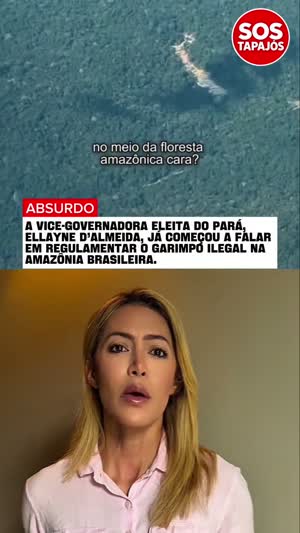 SOS
TAPAJÓS
no meio da floresta
amazônica cara?
ABSURDO
A VICE-GOVERNADORA ELEITA DO PARÁ,
ELLAYNE D'ALMEIDA, JÁ COMEÇOU A FALAR
EM REGULAMENTAR O GARIMPO ILEGAL NA
AMAZÔNIA BRASILEIRA.